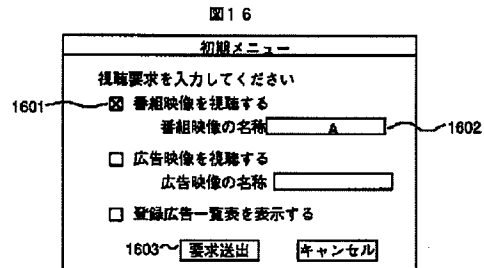 図16
初期メニュー
視聴要求を入力してください
1601 ☒ 番組映像を視聴する
番組映像の名称 A 1602
☐ 広告映像を視聴する
広告映像の名称
☐ 登録広告一覧表を表示する
1603 要求送出 キャンセル